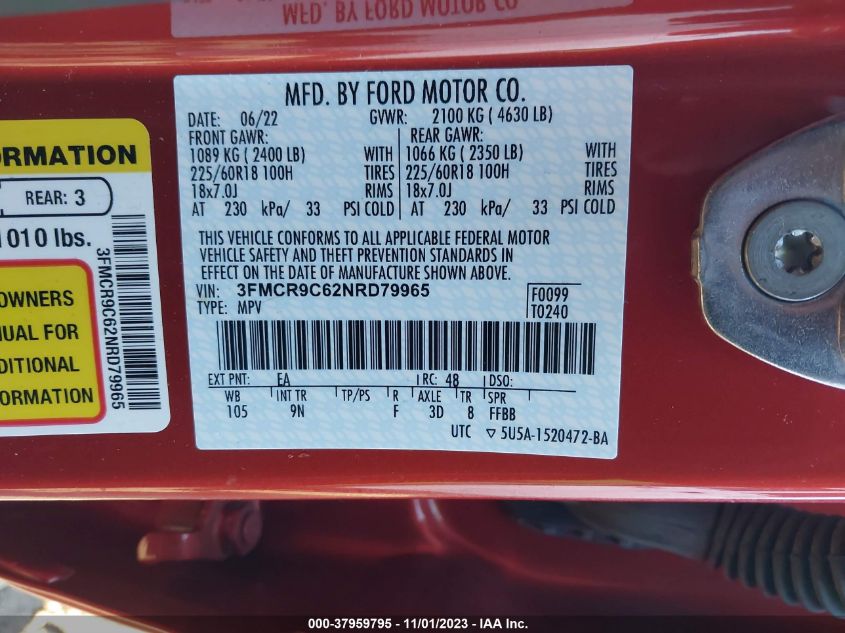 MFD. BY FORD MOTOR CO
MFD. BY FORD MOTOR CO.
DATE: 06/22 GVWR: 2100 KG ( 4630 LB)
FRONT GAWR: REAR GAWR:
1089 KG ( 2400 LB) WITH 1066 KG ( 2350 LB) WITH
225/60R18 100H TIRES 225/60R18 100H TIRES
18x7.0J RIMS 18x7.0J RIMS
AT 230 kPa/ 33 PSI COLD AT 230 kPa/ 33 PSI COLD
THIS VEHICLE CONFORMS TO ALL APPLICABLE FEDERAL MOTOR
VEHICLE SAFETY AND THEFT PREVENTION STANDARDS IN
EFFECT ON THE DATE OF MANUFACTURE SHOWN ABOVE.
VIN: 3FMCR9C62NRD79965 F0099
TYPE: MPV T0240
EXT PNT: EA RC: 48 DSO:
WB INT TR TP/PS R AXLE TR SPR
105 9N F 3D 8 FFBB
UTC ▽ 5U5A-1520472-BA
ORMATION
REAR: 3
1010 lbs.
OWNERS
NUAL FOR
DITIONAL
ORMATION
3FMCR9C62NRD79965
000-37959795 - 11/01/2023 - IAA Inc.